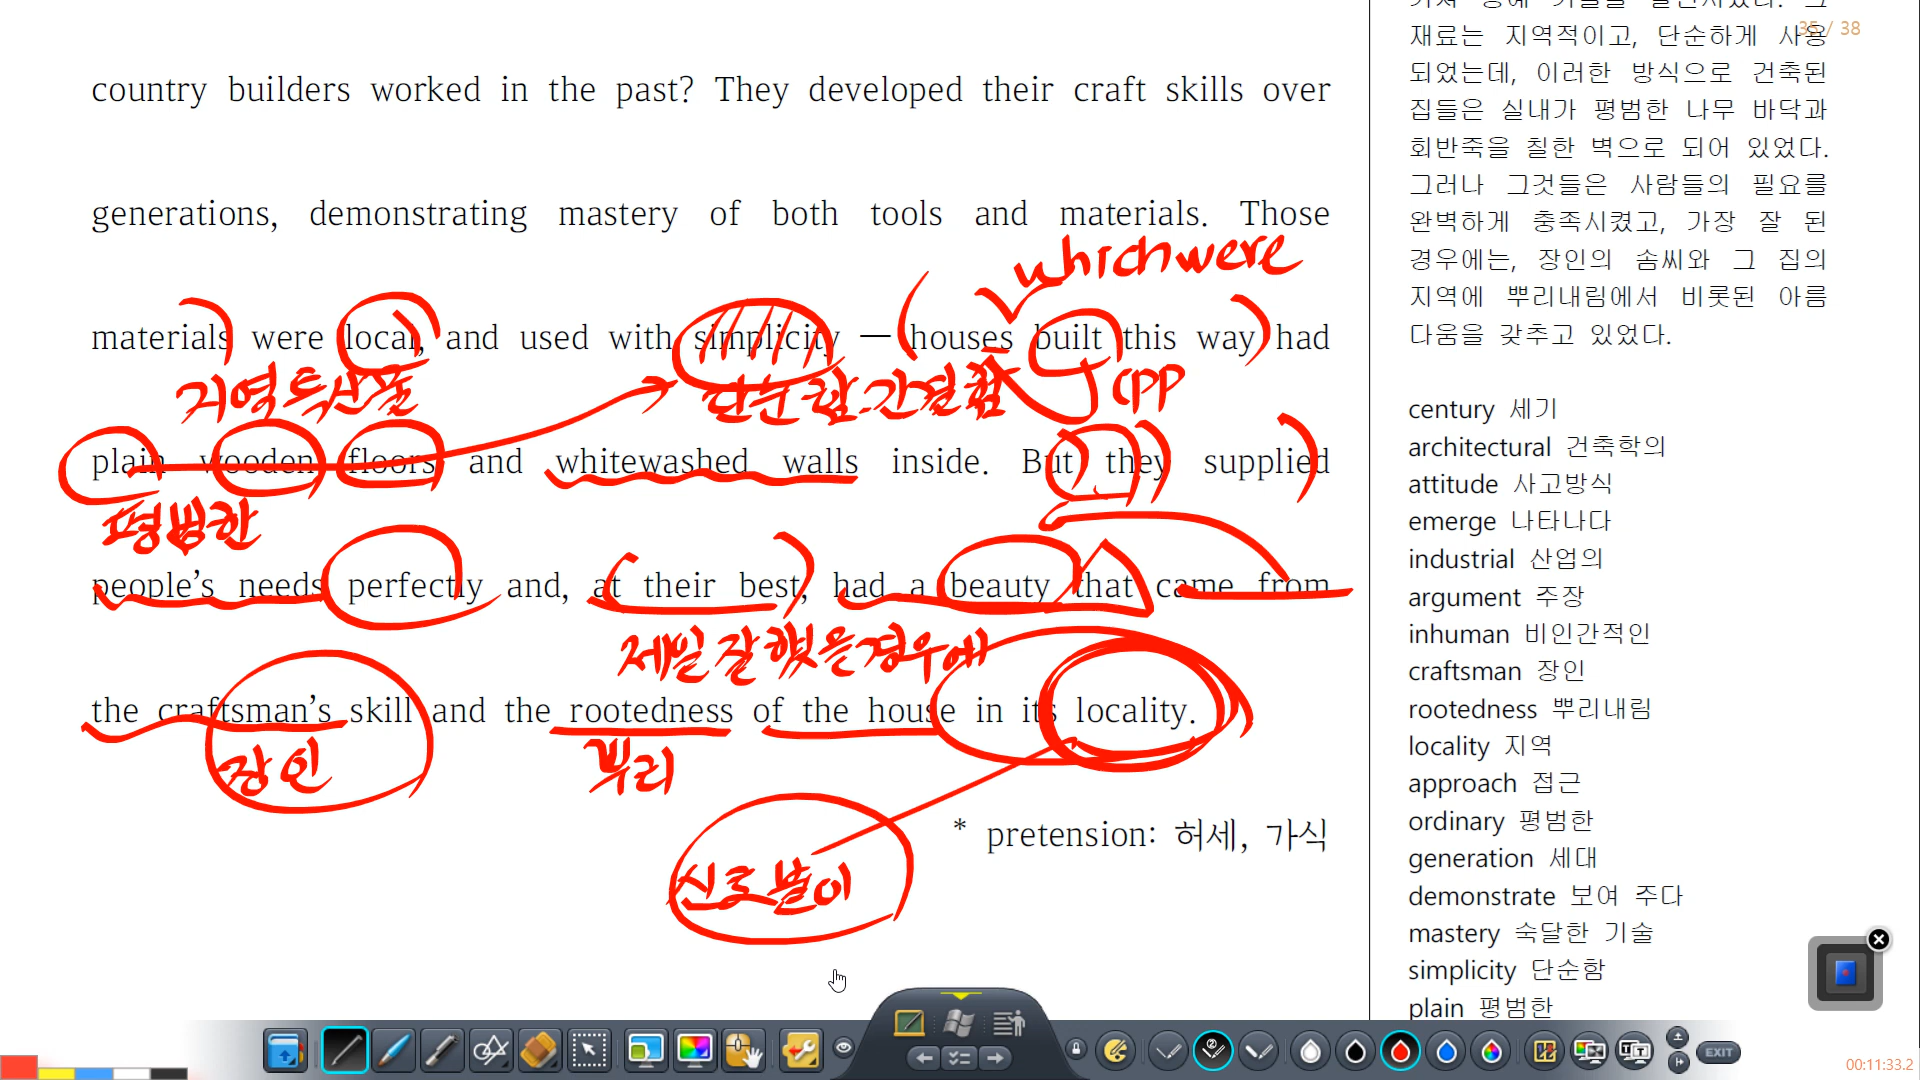 country builders worked in the past? They developed their craft skills over
generations, demonstrating mastery of both tools and materials. Those
which were
materials were local, and used with simplicity — houses built this way had
지역특산물
단순함.간결함
cpp
plain wooden floors and whitewashed walls inside. But they supplied
평범한
people's needs perfectly and, at their best, had a beauty that came from
제일 잘했을경우에
the craftsman's skill and the rootedness of the house in its locality.
장인
뿌리
* pretension: 허세, 가식
신토불이
35 / 38
재료는 지역적이고, 단순하게 사용
되었는데, 이러한 방식으로 건축된
집들은 실내가 평범한 나무 바닥과
회반죽을 칠한 벽으로 되어 있었다.
그러나 그것들은 사람들의 필요를
완벽하게 충족시켰고, 가장 잘 된
경우에는, 장인의 솜씨와 그 집의
지역에 뿌리내림에서 비롯된 아름
다움을 갖추고 있었다.
century 세기
architectural 건축학의
attitude 사고방식
emerge 나타나다
industrial 산업의
argument 주장
inhuman 비인간적인
craftsman 장인
rootedness 뿌리내림
locality 지역
approach 접근
ordinary 평범한
generation 세대
demonstrate 보여 주다
mastery 숙달한 기술
simplicity 단순함
plain 평범한
EXIT
00:11:33.2